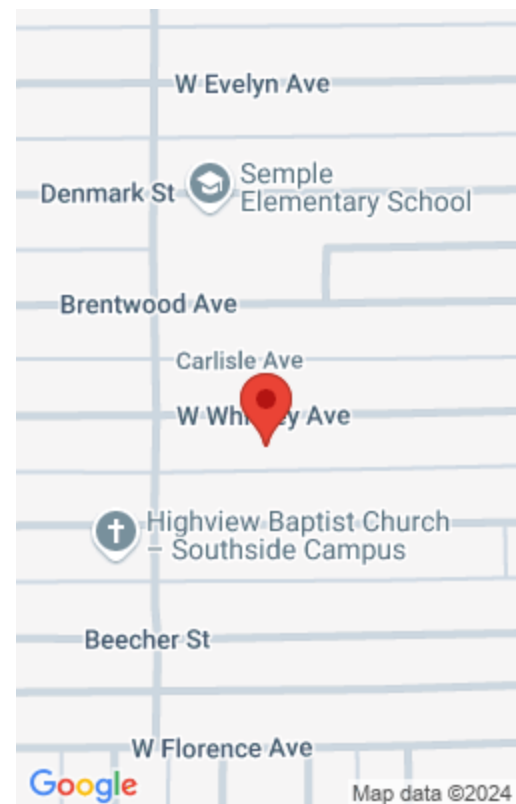 W Evelyn Ave
Semple
Elementary School
Denmark St
Brentwood Ave
Carlisle Ave
W Ave
Highview Baptist Church
– Southside Campus
Beecher St
W Florence Ave
Google
Map data ©2024